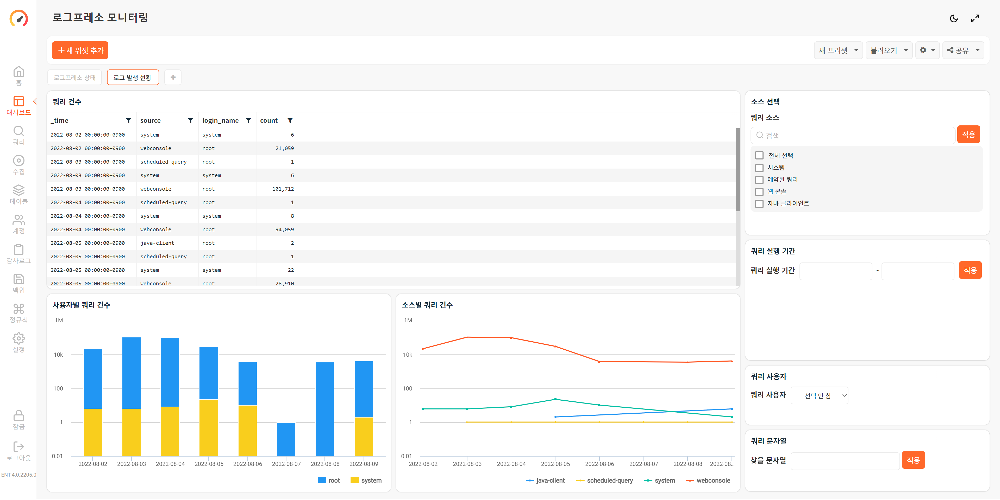 로그프레소 모니터링
새 위젯 추가
새 프리셋
불러오기
공유
로그프레소 상태
로그 발생 현황
홈
대시보드
쿼리
수집
테이블
계정
감사로그
백업
정규식
설정
잠금
로그아웃
ENT-4.0.2205.0
쿼리 건수
_time source login_name count
2022-08-02 00:00:00+0900 system system 6
2022-08-02 00:00:00+0900 webconsole root 21,059
2022-08-03 00:00:00+0900 scheduled-query root 1
2022-08-03 00:00:00+0900 system system 6
2022-08-03 00:00:00+0900 webconsole root 101,712
2022-08-04 00:00:00+0900 scheduled-query root 1
2022-08-04 00:00:00+0900 system system 8
2022-08-04 00:00:00+0900 webconsole root 94,059
2022-08-05 00:00:00+0900 java-client root 2
2022-08-05 00:00:00+0900 scheduled-query root 1
2022-08-05 00:00:00+0900 system system 22
2022-08-05 00:00:00+0900 webconsole root 28,910
사용자별 쿼리 건수
1M
10k
100
1
0.01
2022-08-02 2022-08-03 2022-08-04 2022-08-05 2022-08-06 2022-08-07 2022-08-08 2022-08-09
root system
소스별 쿼리 건수
1M
10k
100
1
0.01
2022-08-02 2022-08-03 2022-08-04 2022-08-05 2022-08-06 2022-08-07 2022-08-08 2022-08...
java-client scheduled-query system webconsole
소스 선택
쿼리 소스
검색 적용
전체 선택
시스템
예약된 쿼리
웹 콘솔
자바 클라이언트
쿼리 실행 기간
쿼리 실행 기간 ~ 적용
쿼리 사용자
쿼리 사용자 -- 선택 안 함 -
쿼리 문자열
찾을 문자열 적용